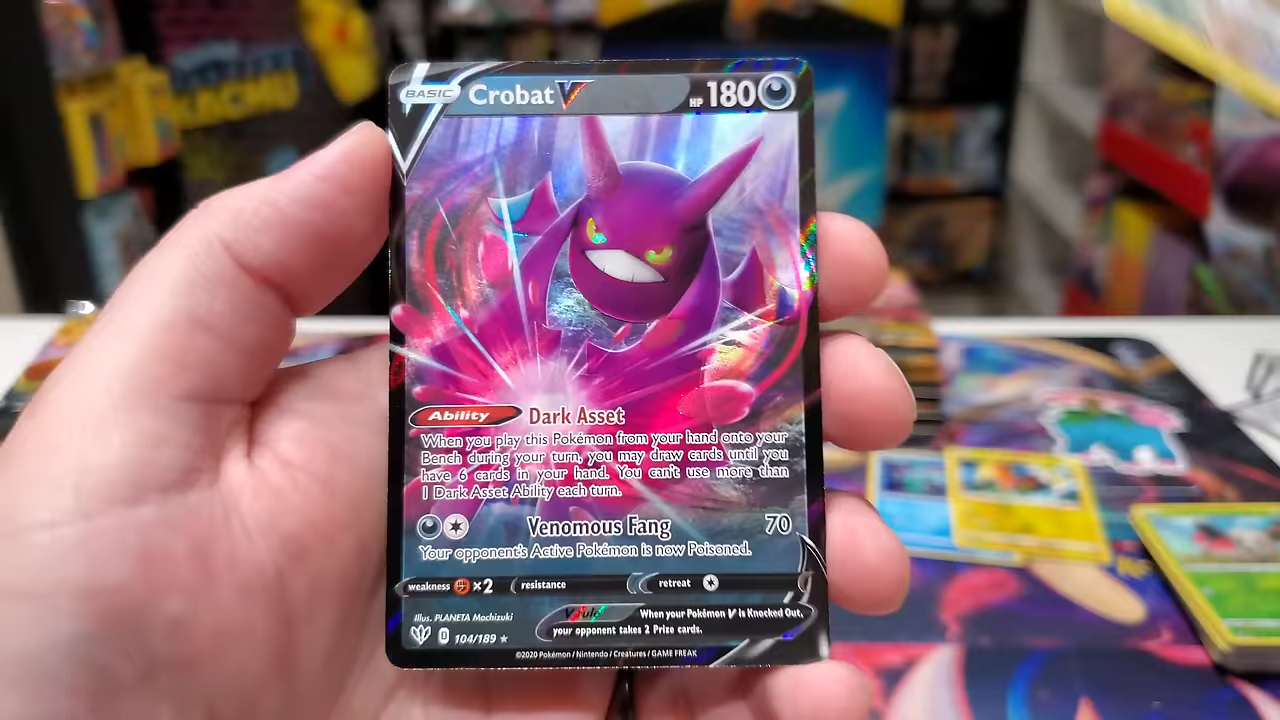 BASIC Crobat V HP 180
Ability Dark Asset
When you play this Pokémon from your hand onto your
Bench during your turn, you may draw cards until you
have 6 cards in your hand. You can't use more than
1 Dark Asset Ability each turn.
Venomous Fang 70
Your opponent's Active Pokémon is now Poisoned.
weakness ×2 resistance retreat
Illus. PLANETA Mochizuki
V rule When your Pokémon V is Knocked Out,
your opponent takes 2 Prize cards.
D 104/189 ★
©2020 Pokémon / Nintendo / Creatures / GAME FREAK